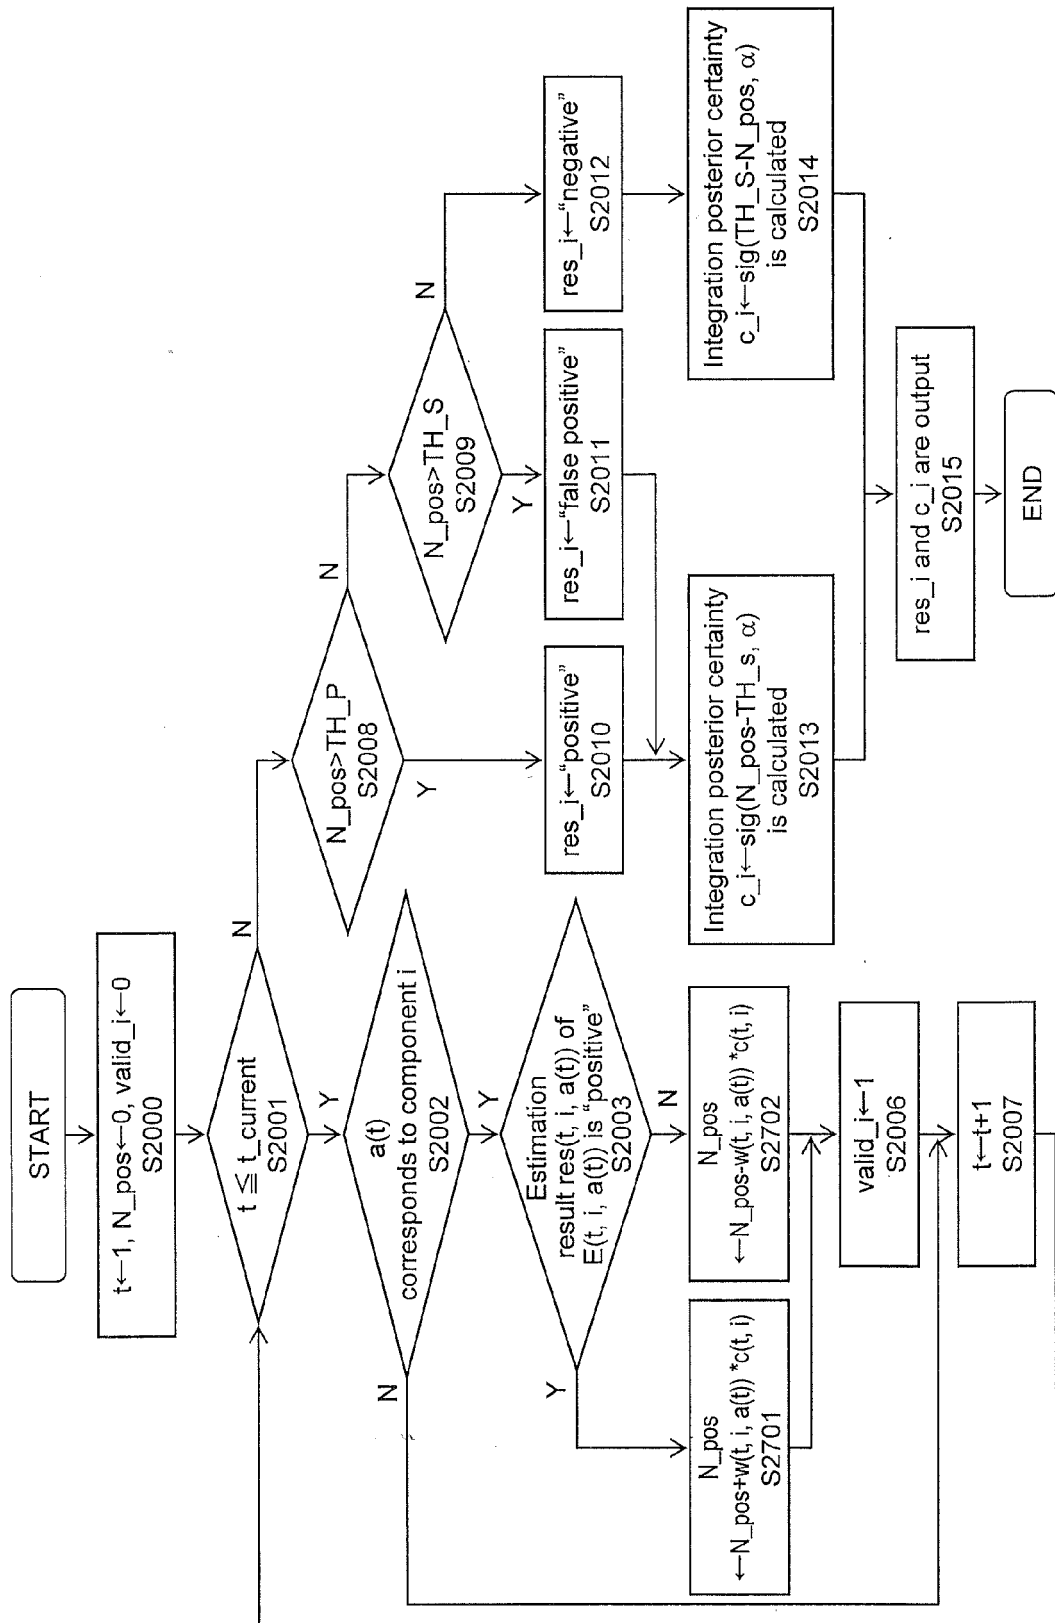 START
t←1, N_pos←0, valid_i←0
S2000
t ≦ t_current
S2001
Y
N
a(t)
corresponds to component i
S2002
Y
N
Estimation
result res(t, i, a(t)) of
E(t, i, a(t)) is “positive”
S2003
Y
N
N_pos
←N_pos+w(t, i, a(t)) *c(t, i)
S2701
N_pos
←N_pos-w(t, i, a(t)) *c(t, i)
S2702
valid_i←1
S2006
t←t+1
S2007
N_pos>TH_P
S2008
Y
N
N_pos>TH_S
S2009
Y
N
res_i←“positive”
S2010
res_i←“false positive”
S2011
res_i←“negative”
S2012
Integration posterior certainty
c_i←sig(N_pos-TH_s, α)
is calculated
S2013
Integration posterior certainty
c_i←sig(TH_S-N_pos, α)
is calculated
S2014
res_i and c_i are output
S2015
END